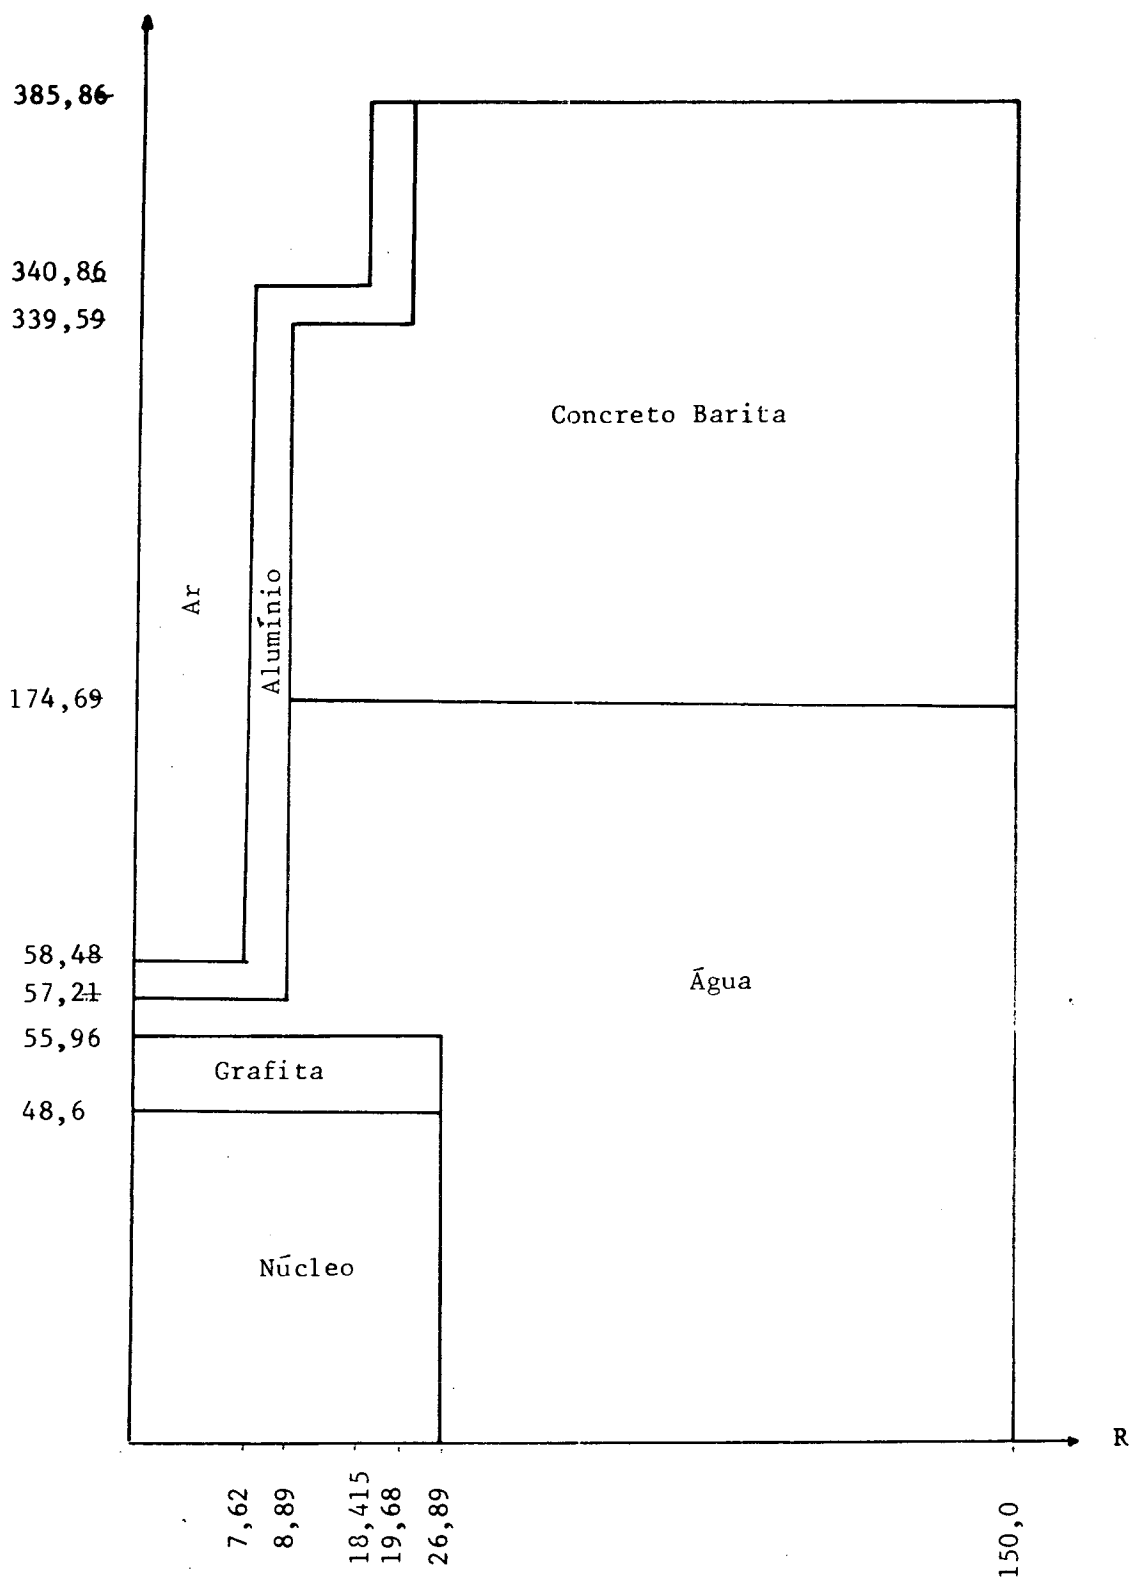 385,86
340,86
339,59
Concreto Barita
Ar
Alumínio
174,69
58,48
57,21
Água
55,96
Grafita
48,6
Núcleo
R
7,62
8,89
18,415
19,68
26,89
150,0